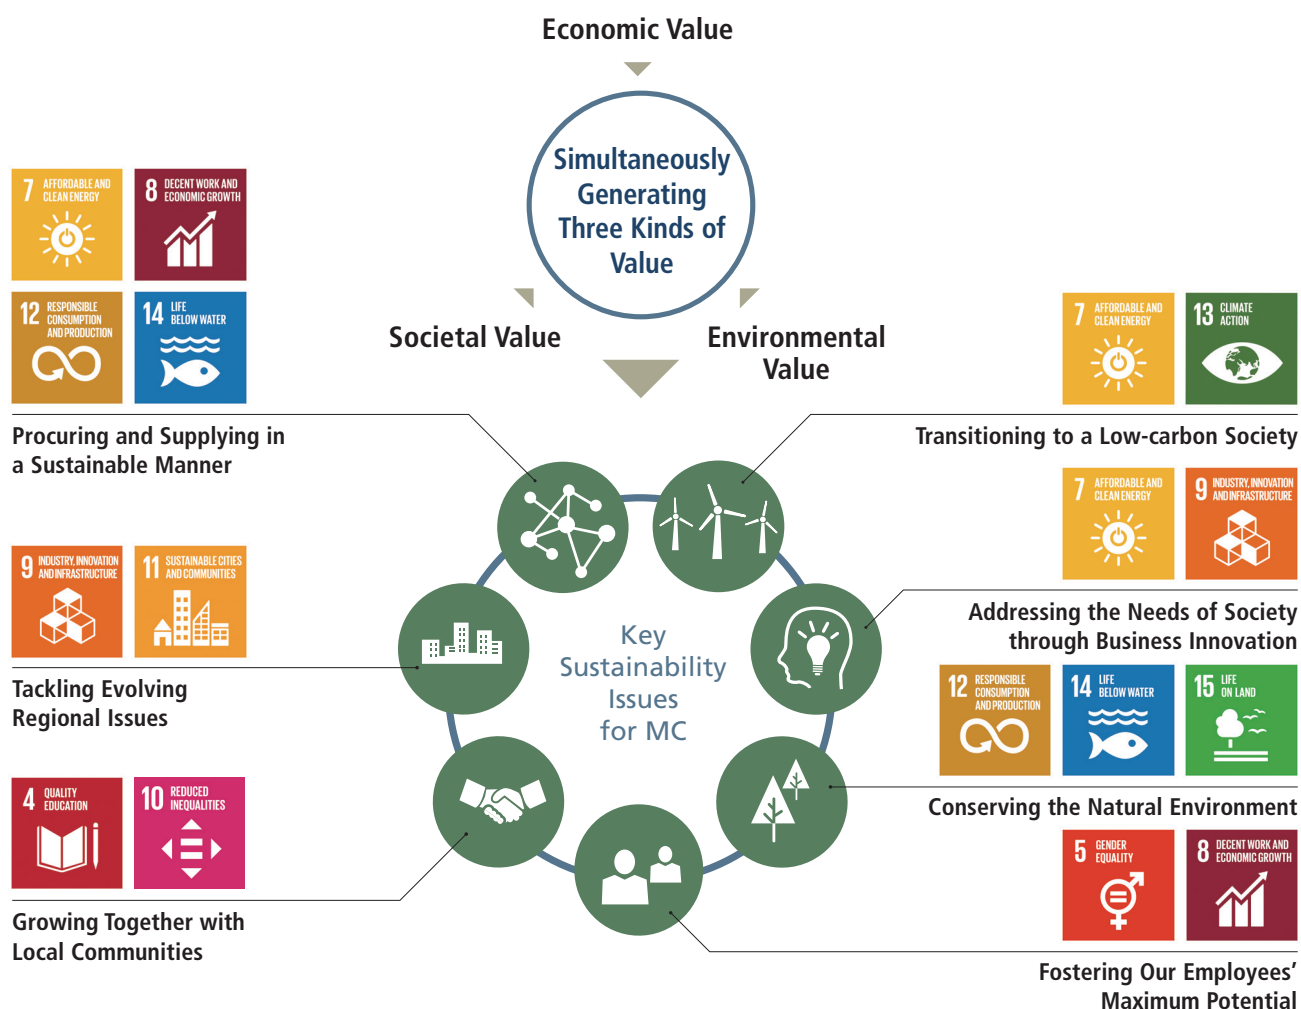 Economic Value
Simultaneously
Generating
Three Kinds of
Value
Societal Value
Environmental
Value
7 AFFORDABLE AND
CLEAN ENERGY
8 DECENT WORK AND
ECONOMIC GROWTH
12 RESPONSIBLE
CONSUMPTION
AND PRODUCTION
14 LIFE
BELOW WATER
Procuring and Supplying in
a Sustainable Manner
9 INDUSTRY, INNOVATION
AND INFRASTRUCTURE
11 SUSTAINABLE CITIES
AND COMMUNITIES
Tackling Evolving
Regional Issues
4 QUALITY
EDUCATION
10 REDUCED
INEQUALITIES
Growing Together with
Local Communities
Key
Sustainability
Issues
for MC
7 AFFORDABLE AND
CLEAN ENERGY
13 CLIMATE
ACTION
Transitioning to a Low-carbon Society
7 AFFORDABLE AND
CLEAN ENERGY
9 INDUSTRY, INNOVATION
AND INFRASTRUCTURE
Addressing the Needs of Society
through Business Innovation
12 RESPONSIBLE
CONSUMPTION
AND PRODUCTION
14 LIFE
BELOW WATER
15 LIFE
ON LAND
Conserving the Natural Environment
5 GENDER
EQUALITY
8 DECENT WORK AND
ECONOMIC GROWTH
Fostering Our Employees’
Maximum Potential